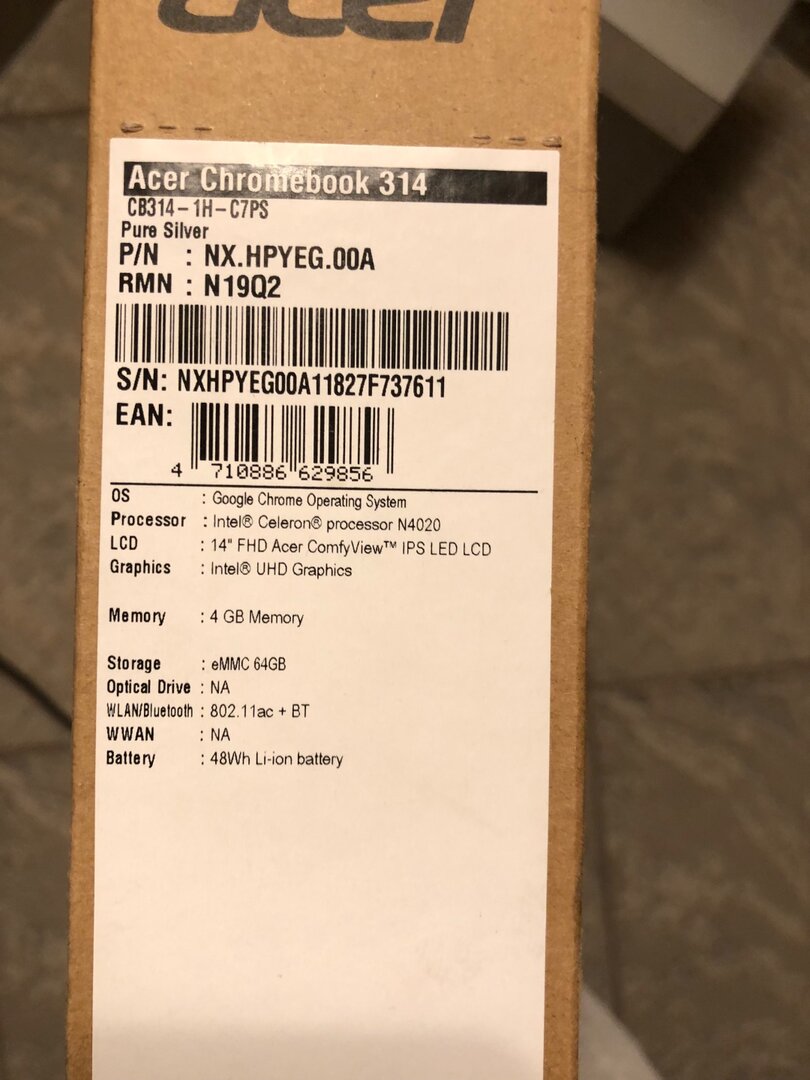 acer
Acer Chromebook 314
CB314-1H-C7PS
Pure Silver
P/N : NX.HPYEG.00A
RMN : N19Q2
S/N: NXHPYEG00A11827F737611
EAN:
4 710886 629856
OS : Google Chrome Operating System
Processor : Intel® Celeron® processor N4020
LCD : 14" FHD Acer ComfyView™ IPS LED LCD
Graphics : Intel® UHD Graphics
Memory : 4 GB Memory
Storage : eMMC 64GB
Optical Drive : NA
WLAN/Bluetooth : 802.11ac + BT
WWAN : NA
Battery : 48Wh Li-ion battery